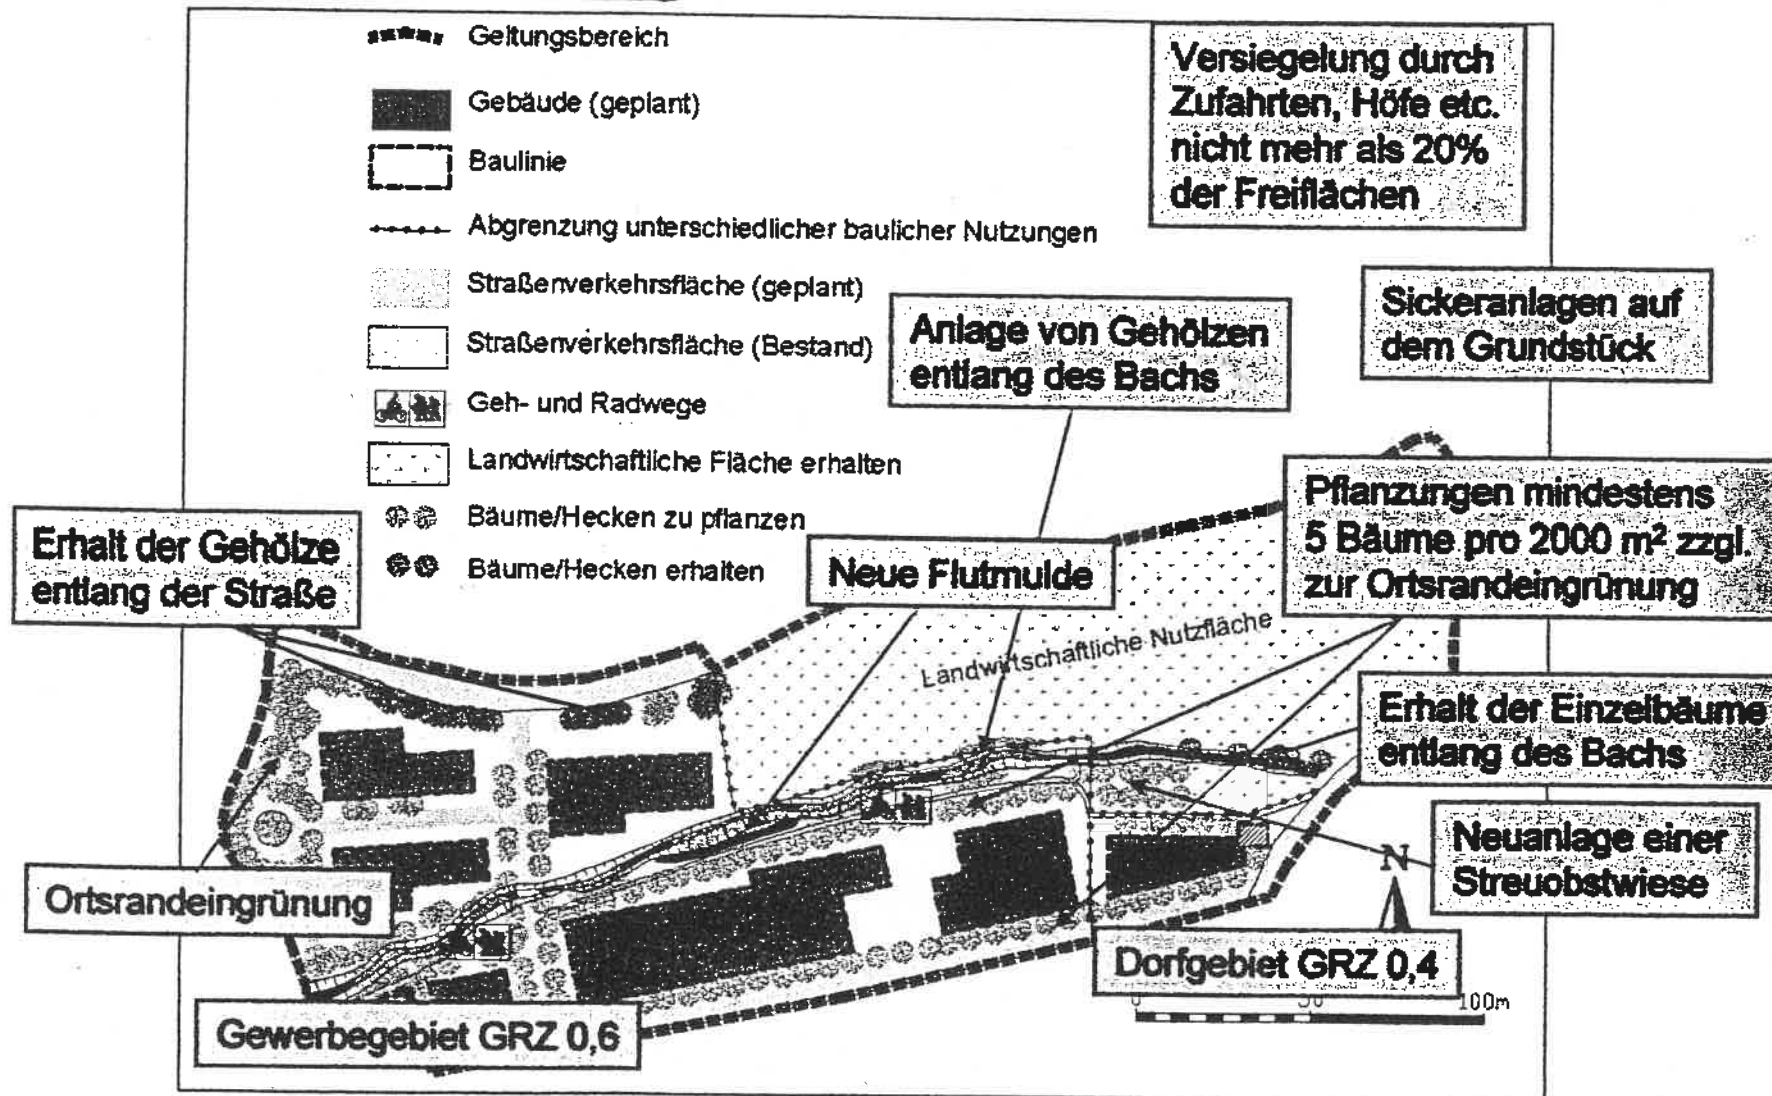 Geltungsbereich
Gebäude (geplant)
Baulinie
Abgrenzung unterschiedlicher baulicher Nutzungen
Straßenverkehrsfläche (geplant)
Straßenverkehrsfläche (Bestand)
Geh- und Radwege
Landwirtschaftliche Fläche erhalten
Bäume/Hecken zu pflanzen
Bäume/Hecken erhalten
Versiegelung durch
Zufahrten, Höfe etc.
nicht mehr als 20%
der Freiflächen
Sickeranlagen auf
dem Grundstück
Anlage von Gehölzen
entlang des Bachs
Pflanzungen mindestens
5 Bäume pro 2000 m² zzgl.
zur Ortsrandeingrünung
Erhalt der Gehölze
entlang der Straße
Neue Flutmulde
Landwirtschaftliche Nutzfläche
Erhalt der Einzelbäume
entlang des Bachs
Neuanlage einer
Streuobstwiese
N
Ortsrandeingrünung
Dorfgebiet GRZ 0,4
0 50 100m
Gewerbegebiet GRZ 0,6